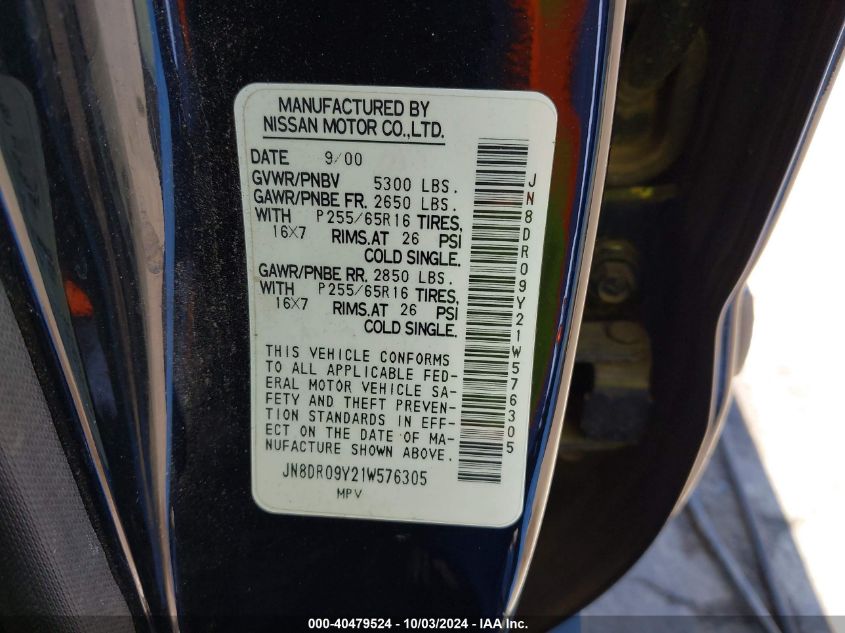 MANUFACTURED BY
NISSAN MOTOR CO.,LTD.
DATE 9/00
GVWR/PNBV 5300 LBS.
GAWR/PNBE FR. 2650 LBS.
WITH P255/65R16 TIRES,
16X7 RIMS.AT 26 PSI
COLD SINGLE.
GAWR/PNBE RR. 2850 LBS.
WITH P255/65R16 TIRES,
16X7 RIMS.AT 26 PSI
COLD SINGLE.
THIS VEHICLE CONFORMS
TO ALL APPLICABLE FED-
ERAL MOTOR VEHICLE SA-
FETY AND THEFT PREVEN-
TION STANDARDS IN EFF-
ECT ON THE DATE OF MA-
NUFACTURE SHOWN ABOVE.
JN8DR09Y21W576305
MPV
JN8DR09Y21W576305
000-40479524 - 10/03/2024 - IAA Inc.